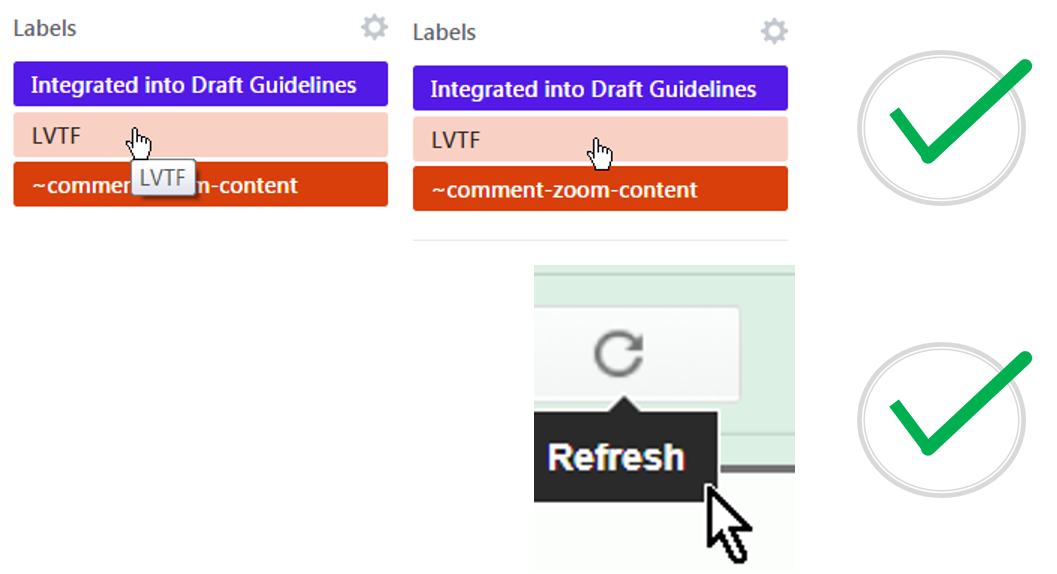 Labels
Integrated into Draft Guidelines
LVTF
LVTF
~commen m-content
Labels
Integrated into Draft Guidelines
LVTF
~comment-zoom-content
Refresh